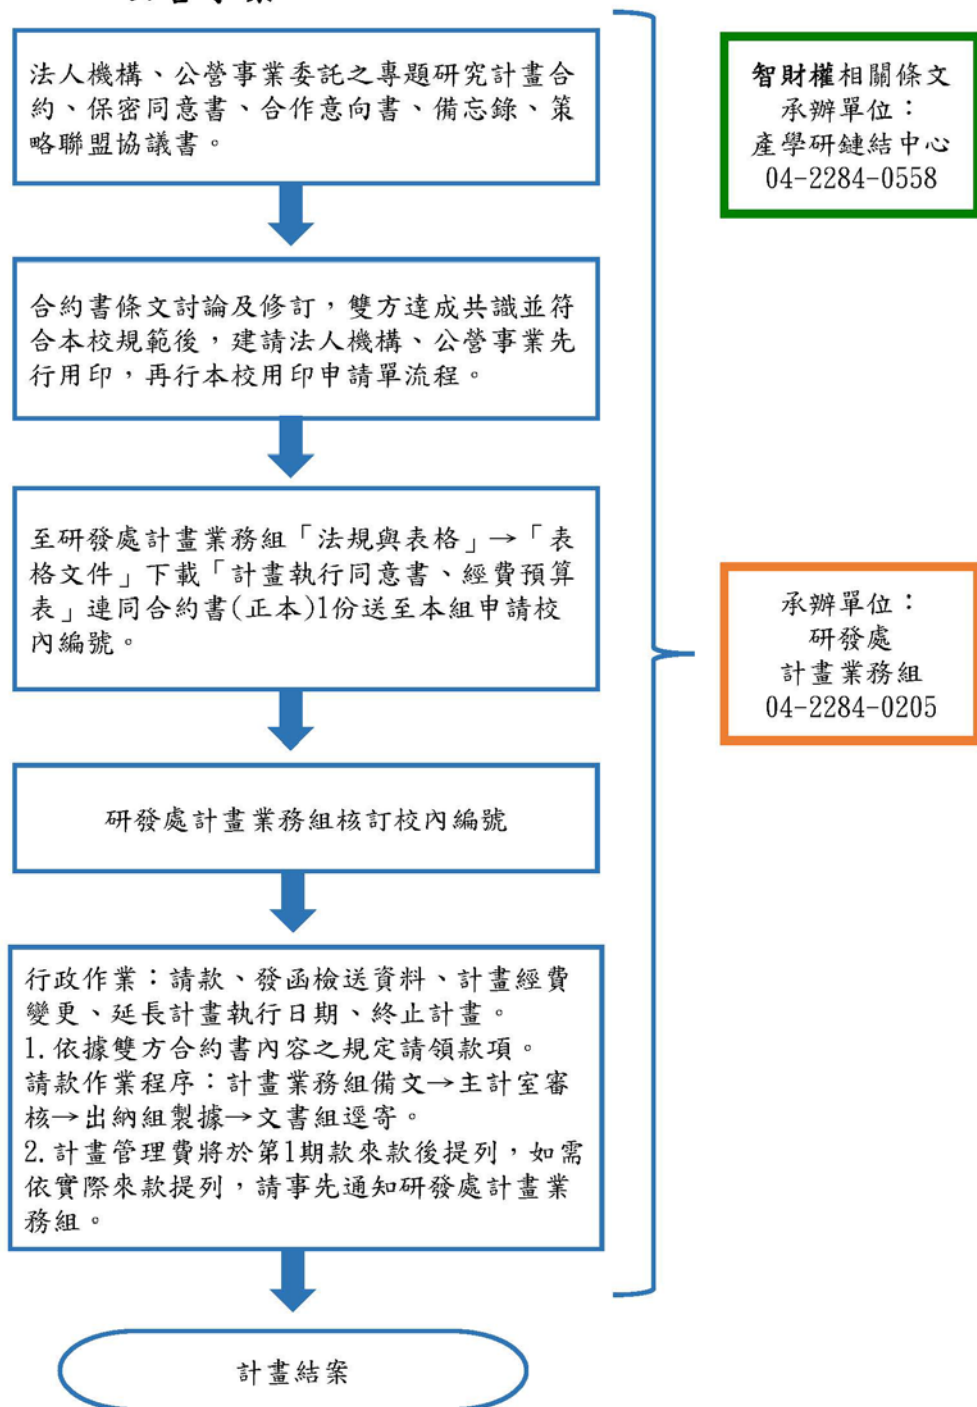 法人機構、公營事業委託之專題研究計畫合
約、保密同意書、合作意向書、備忘錄、策
略聯盟協議書。
合約書條文討論及修訂，雙方達成共識並符
合本校規範後，建請法人機構、公營事業先
行用印，再行本校用印申請單流程。
至研發處計畫業務組「法規與表格」→「表
格文件」下載「計畫執行同意書、經費預算
表」連同合約書(正本)1份送至本組申請校
內編號。
研發處計畫業務組核訂校內編號
行政作業：請款、發函檢送資料、計畫經費
變更、延長計畫執行日期、終止計畫。
1.依據雙方合約書內容之規定請領款項。
請款作業程序：計畫業務組備文→主計室審
核→出納組製據→文書組逕寄。
2.計畫管理費將於第1期款來款後提列，如需
依實際來款提列，請事先通知研發處計畫業
務組。
計畫結案
智財權相關條文
承辦單位：
產學研鏈結中心
04-2284-0558
承辦單位：
研發處
計畫業務組
04-2284-0205